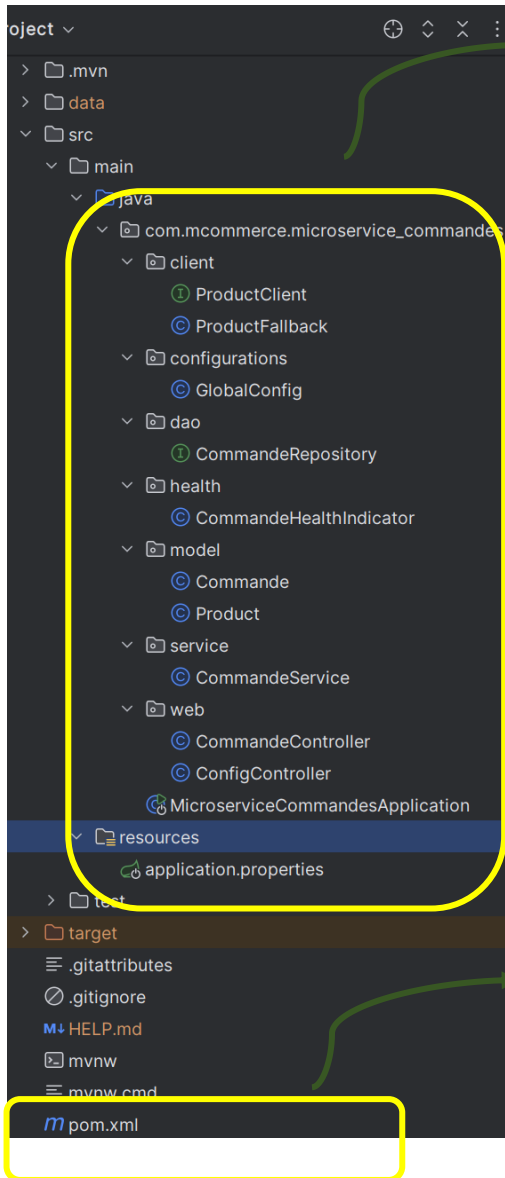 oject
.mvn
data
src
main
java
com.mcommerce.microservice_commandes
client
ProductClient
ProductFallback
configurations
GlobalConfig
dao
CommandeRepository
health
CommandeHealthIndicator
model
Commande
Product
service
CommandeService
web
CommandeController
ConfigController
MicroserviceCommandesApplication
resources
application.properties
test
target
.gitattributes
.gitignore
M↓ HELP.md
mvnw
mvnw.cmd
m pom.xml